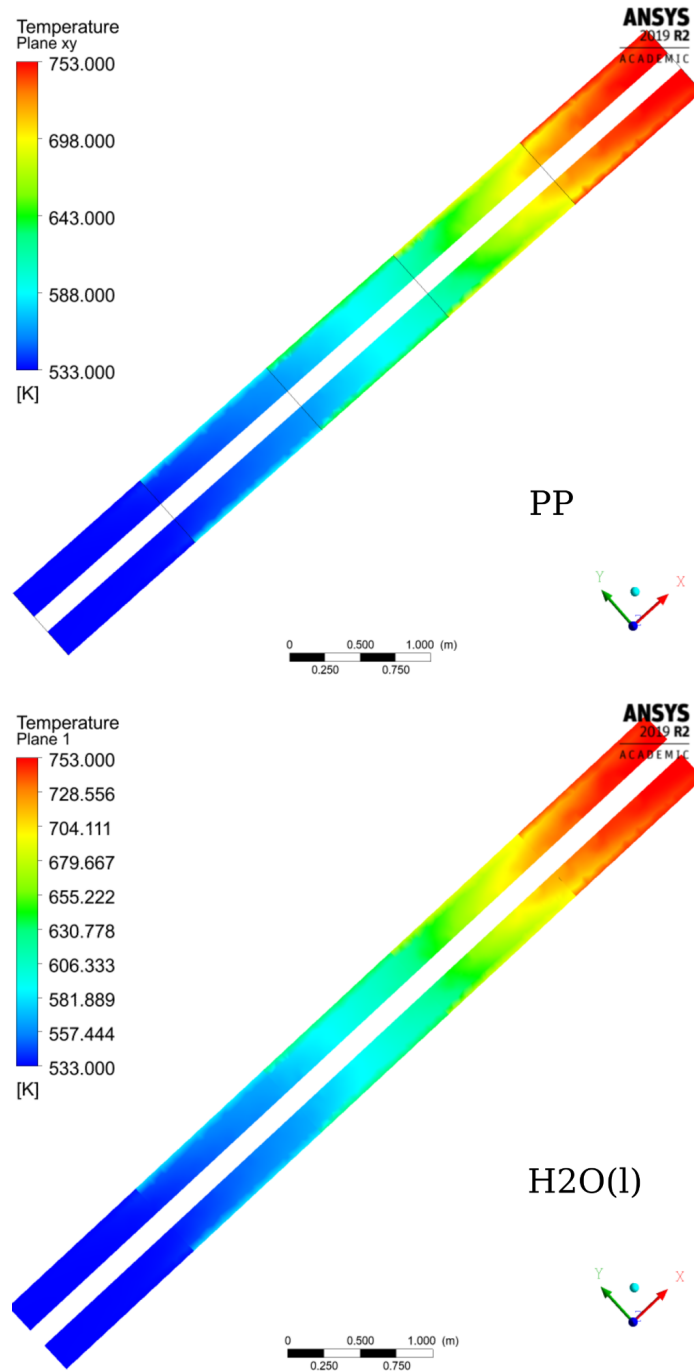 Temperature
Plane xy
ANSYS
2019 R2
ACADEMIC
753.000
698.000
643.000
588.000
533.000
[K]
PP
Y
X
Z
0 0.500 1.000 (m)
0.250 0.750
Temperature
Plane 1
ANSYS
2019 R2
ACADEMIC
753.000
728.556
704.111
679.667
655.222
630.778
606.333
581.889
557.444
533.000
[K]
H2O(l)
Y
X
Z
0 0.500 1.000 (m)
0.250 0.750